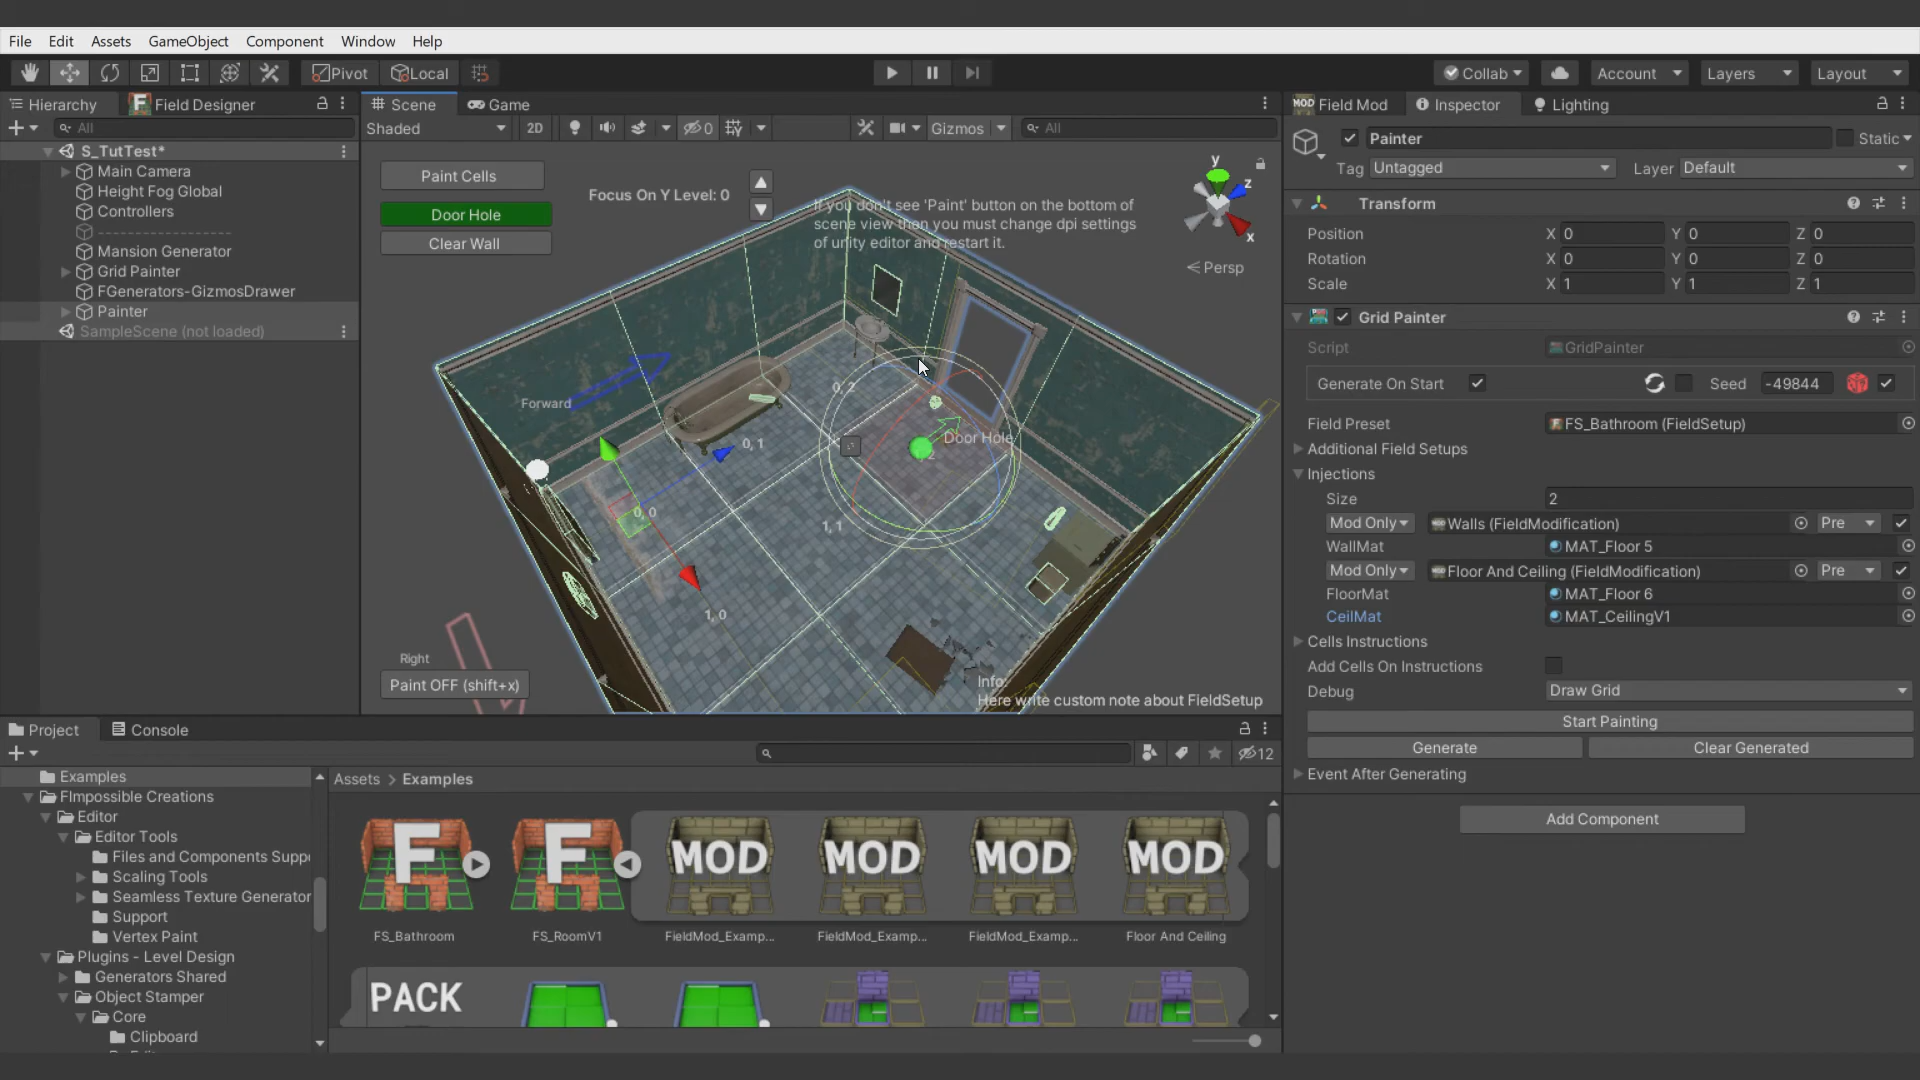 File Edit Assets GameObject Component Window Help
Pivot Local Collab Account Layers Layout
Hierarchy Field Designer
All
S_TutTest*
Main Camera
Height Fog Global
Controllers
-------------------
Mansion Generator
Grid Painter
FGenerators-GizmosDrawer
Painter
SampleScene (not loaded)
Scene Game
Shaded 2D 0 Gizmos All
Paint Cells
Door Hole
Clear Wall
Focus On Y Level: 0
If you don't see 'Paint' button on the bottom of
scene view then you must change dpi settings
of unity editor and restart it.
y
z
x
Persp
Forward
0, 2
0, 1
Door Hole
0, 0
1, 1
1, 0
Right
Paint OFF (shift+x)
Info:
Here write custom note about FieldSetup
MOD Field Mod Inspector Lighting
Painter Static
Tag Untagged Layer Default
Transform
Position X 0 Y 0 Z 0
Rotation X 0 Y 0 Z 0
Scale X 1 Y 1 Z 1
Grid Painter
Script GridPainter
Generate On Start Seed -49844
Field Preset FS_Bathroom (FieldSetup)
Additional Field Setups
Injections
Size 2
Mod Only Walls (FieldModification) Pre
WallMat MAT_Floor 5
Mod Only Floor And Ceiling (FieldModification) Pre
FloorMat MAT_Floor 6
CeilMat MAT_CeilingV1
Cells Instructions
Add Cells On Instructions
Debug Draw Grid
Start Painting
Generate Clear Generated
Event After Generating
Add Component
Project Console
12
Examples
FImpossible Creations
Editor
Editor Tools
Files and Components Supp
Scaling Tools
Seamless Texture Generator
Support
Vertex Paint
Plugins - Level Design
Generators Shared
Object Stamper
Core
Clipboard
Assets > Examples
F F MOD MOD MOD MOD
FS_Bathroom FS_RoomV1 FieldMod_Examp... FieldMod_Examp... FieldMod_Examp... Floor And Ceiling
PACK